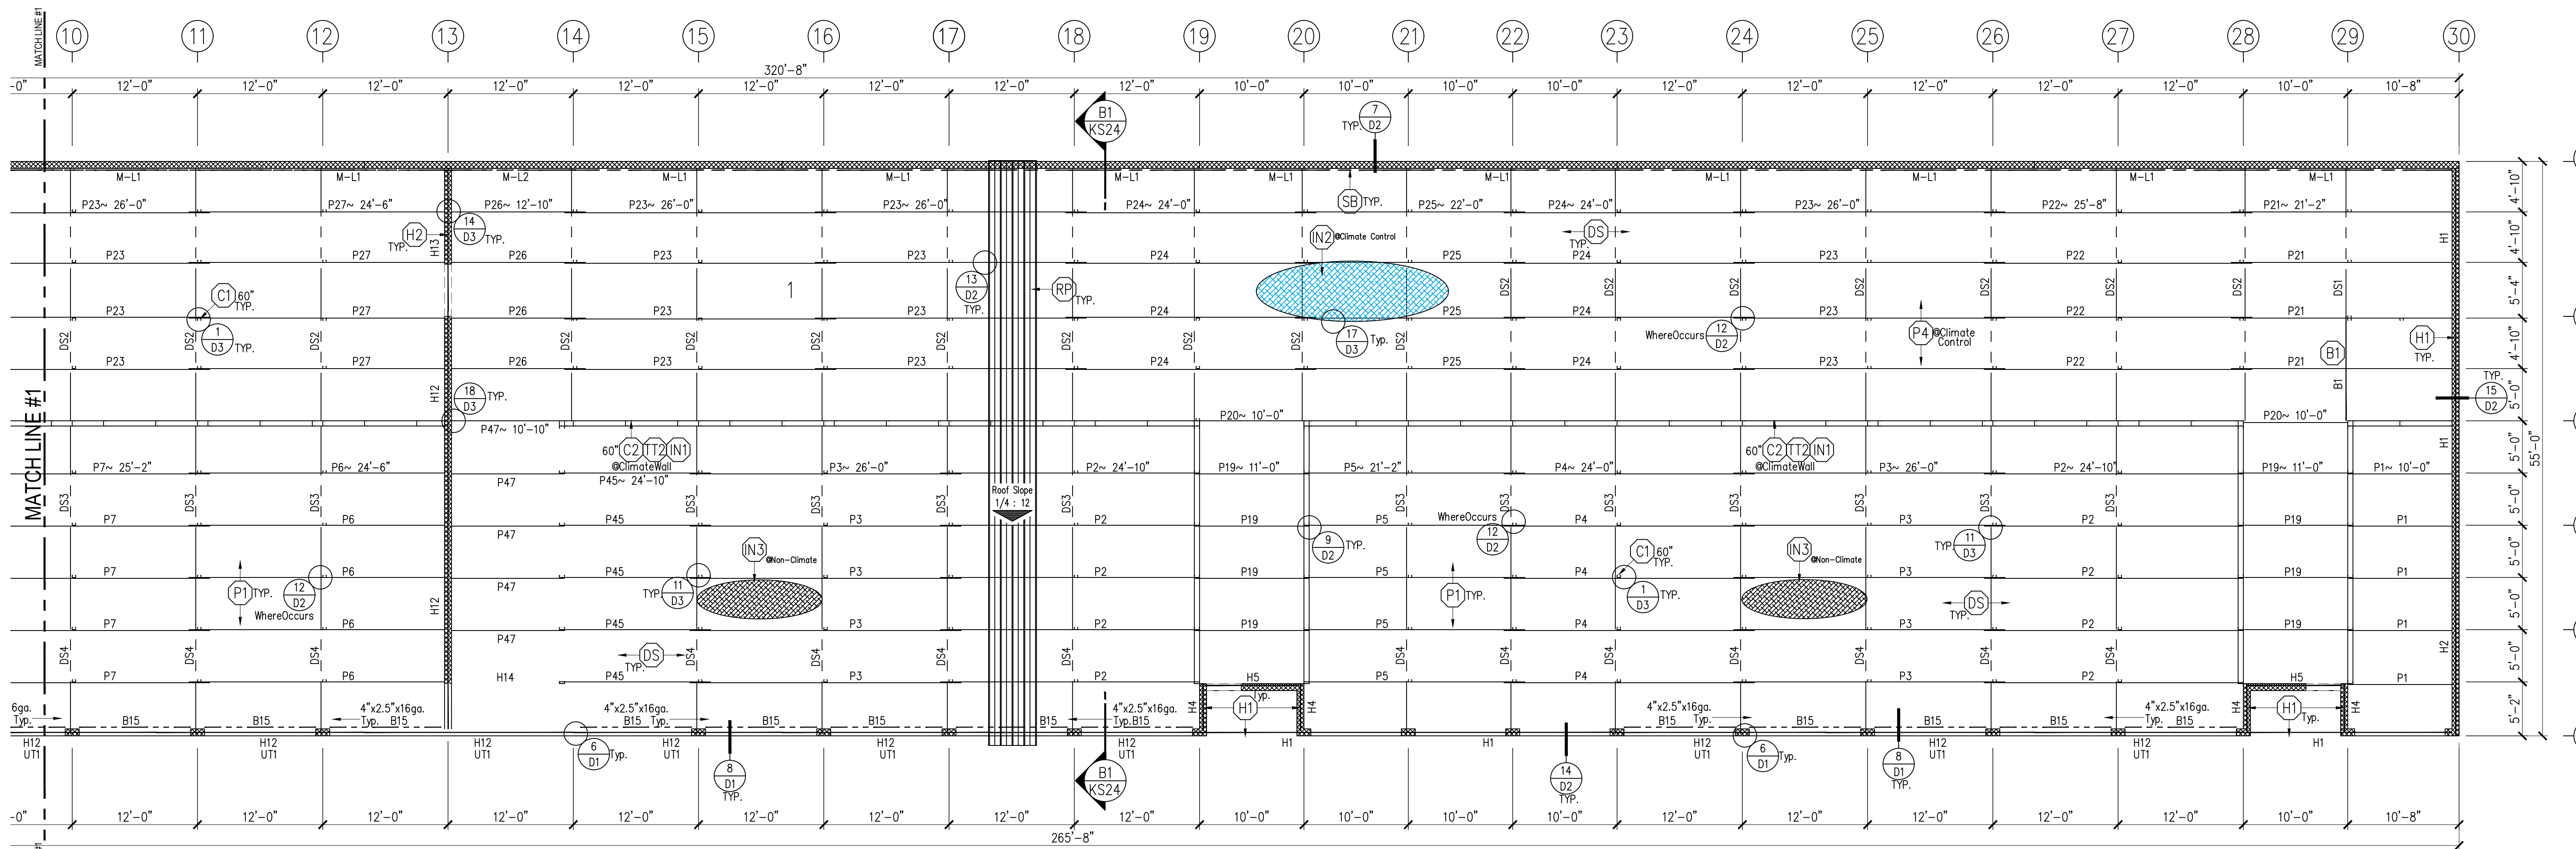 MATCH LINE #1
10 11 12 13 14 15 16 17 18 19 20 21 22 23 24 25 26 27 28 29 30
320'-8"
-0" 12'-0" 12'-0" 12'-0" 12'-0" 12'-0" 12'-0" 12'-0" 12'-0" 12'-0" 10'-0" 10'-0" 10'-0" 10'-0" 12'-0" 12'-0" 12'-0" 12'-0" 10'-0" 10'-8"
B1
KS24
TYP. 7
D2
M-L1 M-L1 M-L2 M-L1 M-L1 M-L1 M-L1 M-L1 M-L1 M-L1 M-L1 M-L1
SB TYP.
P23~ 26'-0" P27~ 24'-6" P26~ 12'-10" P23~ 26'-0" P23~ 26'-0" P24~ 24'-0" P25~ 22'-0" P24~ 24'-0" P23~ 26'-0" P22~ 25'-8" P21~ 21'-2"
4'-10"
H2 TYP. H13
14
D3 TYP.
IN2 @Climate Control
DS TYP.
H1
4'-10"
P23 P27 P26 P23 P23 P24 P25 P24 P23 P22 P21
C1 60" TYP.
1
13
D2
TYP.
RP TYP.
DS2 DS2 DS2 DS2 DS2 DS2 DS1
5'-4"
P23 P27 P26 P23 P23 P24 P25 P24 P23 P22 P21
DS2 DS2 DS2 DS2 DS2 DS2 DS2 DS2 DS2 DS2
1
D3 TYP.
17
D3 Typ.
WhereOccurs 12
D2
P4 @Climate
Control
B1
H1
TYP.
4'-10"
P23 P27 P26 P23 P23 P24 P25 P24 P23 P22 P21
MATCH LINE #1
H12
18
D3 TYP.
B1
TYP.
15
D2
5'-0"
P20~ 10'-0" P20~ 10'-0"
P47~ 10'-10"
60" C2 TT2 IN1
@ClimateWall
60" C2 TT2 IN1
@ClimateWall
H1
5'-0"
55'-0"
P7~ 25'-2" P6~ 24'-6" P45~ 24'-10" P3~ 26'-0" P2~ 24'-10" P19~ 11'-0" P5~ 21'-2" P4~ 24'-0" P3~ 26'-0" P2~ 24'-10" P19~ 11'-0" P1~ 10'-0"
P47
Roof Slope
1/4 : 12
DS3 DS3 DS3 DS3 DS3 DS3 DS3 DS3 DS3 DS3 DS3
5'-0"
P7 P6 P45 P3 P2 P19 P5 P4 P3 P2 P19 P1
P47
WhereOccurs
12
D2
9
D2 TYP.
11
D3 TYP.
IN3 @Non-Climate
C1 60"
TYP.
IN3 @Non-Climate
5'-0"
P7 P6 P45 P3 P2 P19 P5 P4 P3 P2 P19 P1
P47
P1 TYP.
12
D2
WhereOccurs
H12
TYP. 11
D3
P1 TYP.
1
D3 TYP.
DS TYP.
5'-0"
P7 P6 P45 P3 P2 P19 P5 P4 P3 P2 P19 P1
P47
DS4 DS4 DS4 DS4 DS4 DS4 DS4 DS4 DS4 DS4 DS4
DS TYP.
H2
5'-0"
P7 P6 H14 P45 P3 P2 H5 P5 P4 P3 P2 H5 P1
Typ.
6ga.
Typ.
4"x2.5"x16ga.
Typ.
4"x2.5"x16ga.
Typ.
4"x2.5"x16ga.
Typ.
4"x2.5"x16ga.
Typ.
4"x2.5"x16ga.
Typ.
H4 H1 H4 H4 H1 Typ. H4
5'-2"
B15 B15 B15 B15 B15 B15 B15 B15 B15 B15 B15 B15 B15
H12 H12 H12 H12 H12 H12 H1 H1 H12 H12 H12 H1
UT1 UT1 UT1 UT1 UT1 UT1 UT1 UT1 UT1
6
D1 Typ.
8
D1
TYP.
B1
KS24
14
D2
TYP.
6
D1 Typ.
8
D1
TYP.
-0" 12'-0" 12'-0" 12'-0" 12'-0" 12'-0" 12'-0" 12'-0" 12'-0" 12'-0" 10'-0" 10'-0" 10'-0" 10'-0" 12'-0" 12'-0" 12'-0" 12'-0" 10'-0" 10'-8"
265'-8"
#1